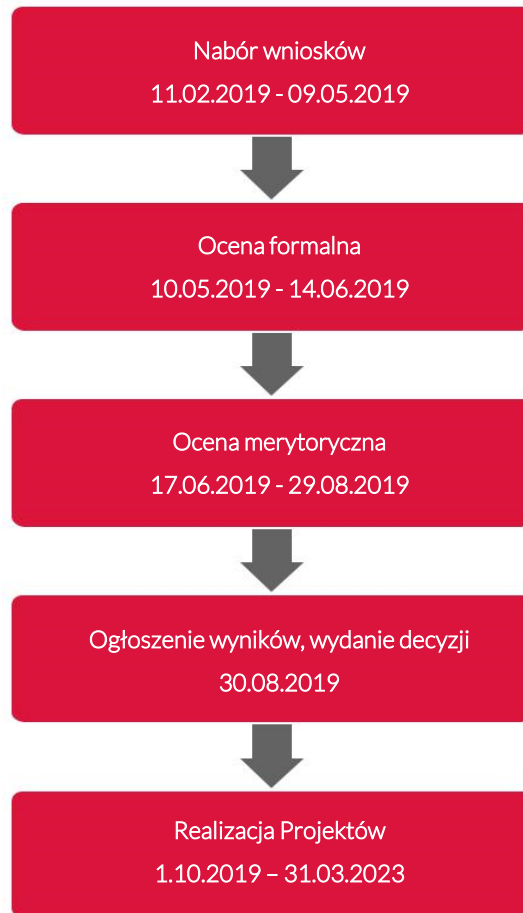 Nabór wniosków
11.02.2019 - 09.05.2019
Ocena formalna
10.05.2019 - 14.06.2019
Ocena merytoryczna
17.06.2019 - 29.08.2019
Ogłoszenie wyników, wydanie decyzji
30.08.2019
Realizacja Projektów
1.10.2019 – 31.03.2023